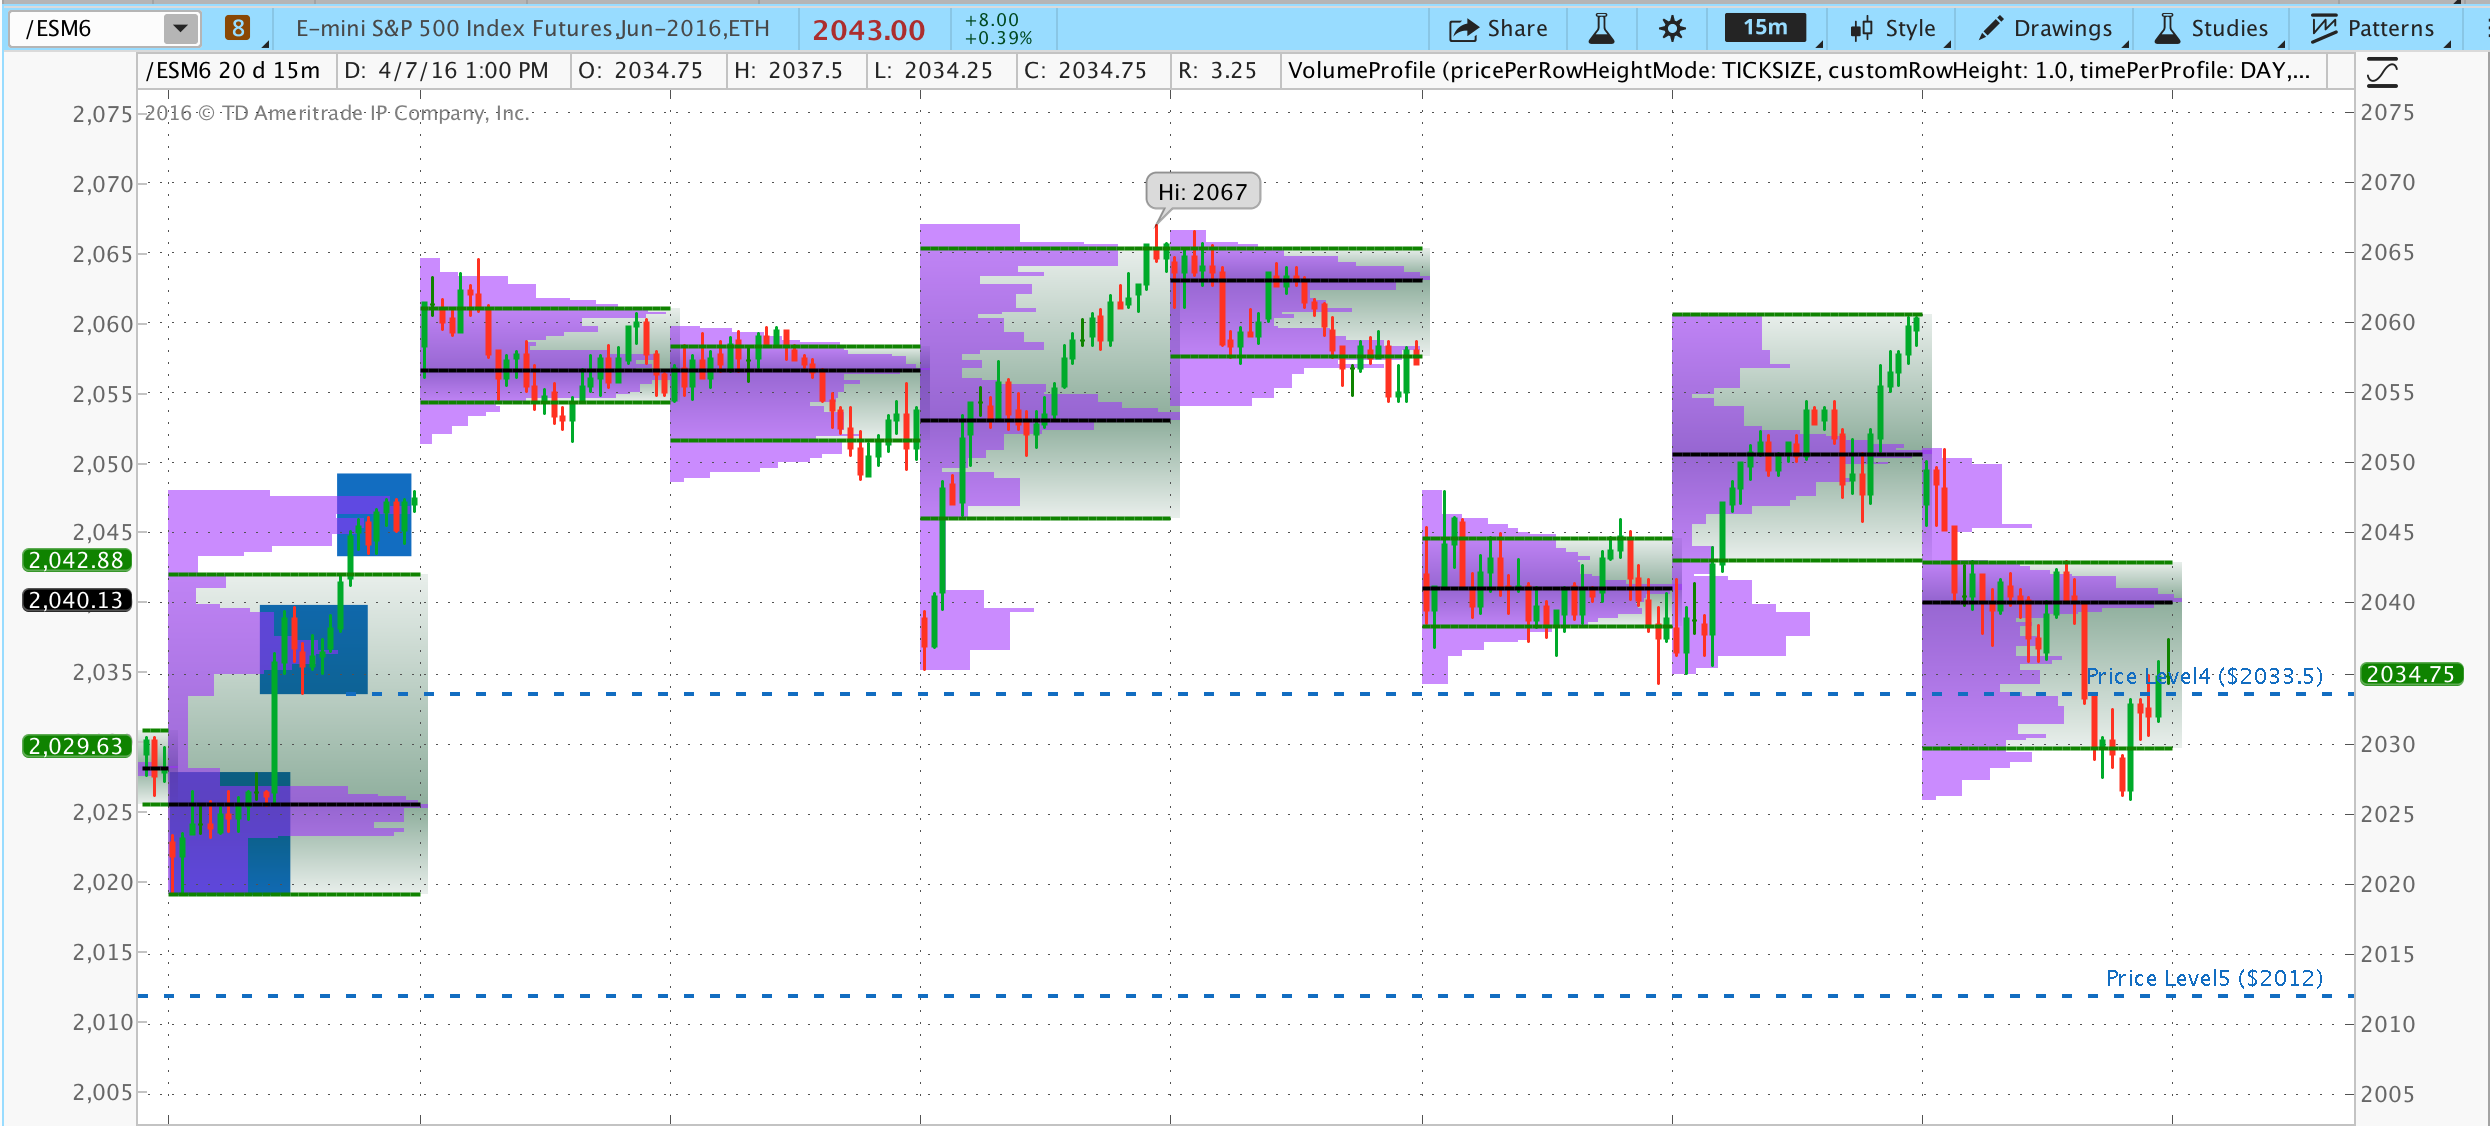 /ESM6 8 E-mini S&P 500 Index Futures,Jun-2016,ETH 2043.00 +8.00 +0.39% Share 15m Style Drawings Studies Patterns
/ESM6 20 d 15m D: 4/7/16 1:00 PM O: 2034.75 H: 2037.5 L: 2034.25 C: 2034.75 R: 3.25 VolumeProfile (pricePerRowHeightMode: TICKSIZE, customRowHeight: 1.0, timePerProfile: DAY,...
2016 © TD Ameritrade IP Company, Inc.
2,075 2075
2,070 2070
Hi: 2067
2,065 2065
2,060 2060
2,055 2055
2,050 2050
2,045 2045
2,042.88
2,040.13 2040
2,035 Price Level4 ($2033.5) 2034.75
2,029.63 2030
2,025 2025
2,020 2020
2,015 2015
Price Level5 ($2012)
2,010 2010
2,005 2005